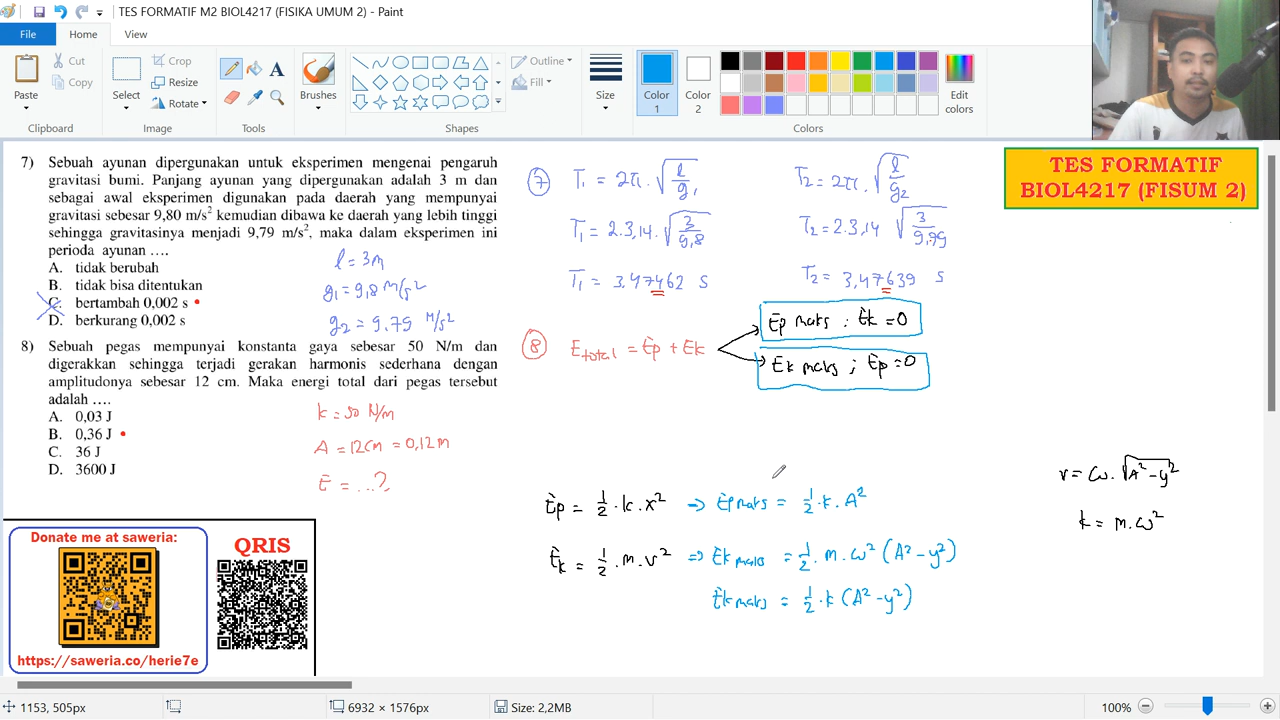 TES FORMATIF M2 BIOL4217 (FISIKA UMUM 2) - Paint
File Home View
Paste Cut Copy
Select Crop Resize Rotate
Brushes
Size
Outline
Fill
Color 1 Color 2
Edit colors
Clipboard Image Tools Shapes Colors
7) Sebuah ayunan dipergunakan untuk eksperimen mengenai pengaruh
gravitasi bumi. Panjang ayunan yang dipergunakan adalah 3 m dan
sebagai awal eksperimen digunakan pada daerah yang mempunyai
gravitasi sebesar 9,80 m/s² kemudian dibawa ke daerah yang lebih tinggi
sehingga gravitasinya menjadi 9,79 m/s², maka dalam eksperimen ini
perioda ayunan ….
A. tidak berubah
B. tidak bisa ditentukan
C. bertambah 0,002 s
D. berkurang 0,002 s
l = 3m
g1 = 9,8 m/s²
g2 = 9.79 m/s²
8) Sebuah pegas mempunyai konstanta gaya sebesar 50 N/m dan
digerakkan sehingga terjadi gerakan harmonis sederhana dengan
amplitudonya sebesar 12 cm. Maka energi total dari pegas tersebut
adalah ….
A. 0,03 J
B. 0,36 J
C. 36 J
D. 3600 J
k = 50 N/m
A = 12cm = 0,12 m
E = ...?
Donate me at saweria:
https://saweria.co/herie7e
QRIS
TES FORMATIF
BIOL4217 (FISUM 2)
7 T1 = 2π . √l/g1
T2 = 2π . √l/g2
T1 = 2.3,14 . √3/9,8
T2 = 2.3,14 √3/9,79
T1 = 3,47462 s
T2 = 3,47639 s
8 Etotal = Ep + Ek
Ep maks ; Ek = 0
Ek maks ; Ep = 0
Ep = ½ . k . x² → Ep maks = ½ . k . A²
Ek = ½ . m . v² → Ek maks = ½ . m . ω² (A² - y²)
Ek maks = ½ . k (A² - y²)
v = ω . √A² - y²
k = m . ω²
1153, 505px
6932 × 1576px
Size: 2,2MB
100%